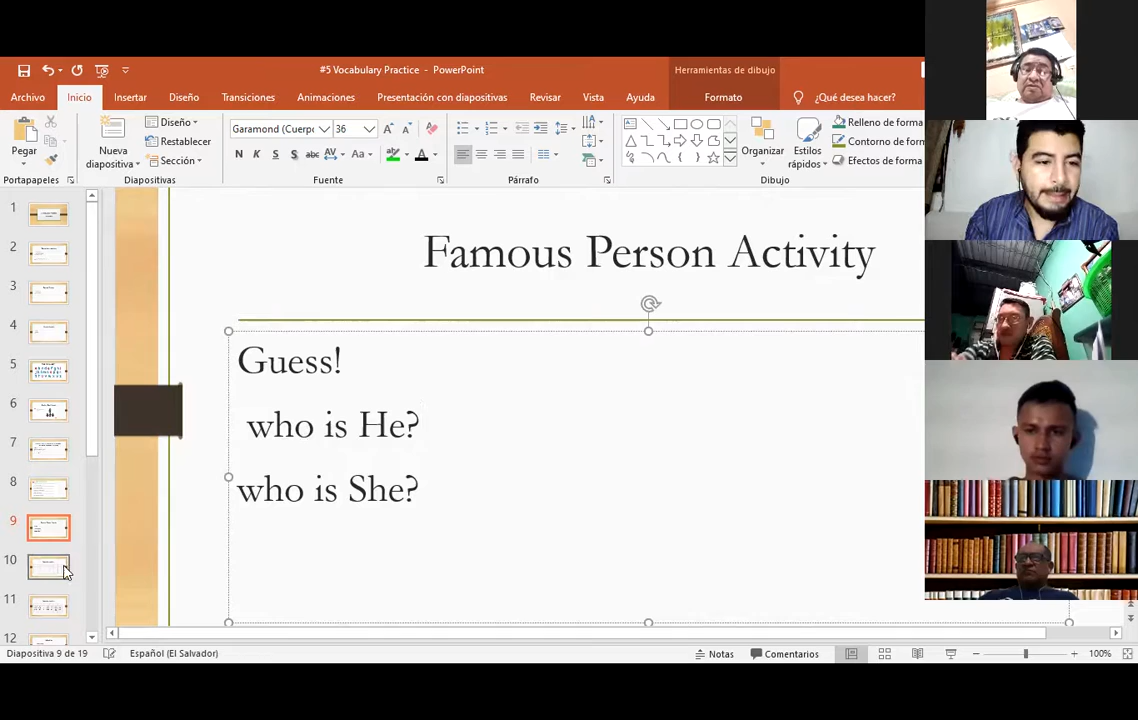 #5 Vocabulary Practice - PowerPoint
Herramientas de dibujo
Archivo Inicio Insertar Diseño Transiciones Animaciones Presentación con diapositivas Revisar Vista Ayuda Formato ¿Qué desea hacer?
Pegar
Nueva diapositiva
Diseño
Restablecer
Sección
Garamond (Cuerp 36
N K S S abc AV Aa A
Organizar
Estilos rápidos
Relleno de forma
Contorno de forn
Efectos de forma
Portapapeles Diapositivas Fuente Párrafo Dibujo
1
2
3
4
5
6
7
8
9
10
11
12
Famous Person Activity
Guess!
who is He?
who is She?
Diapositiva 9 de 19 Español (El Salvador) Notas Comentarios 100%